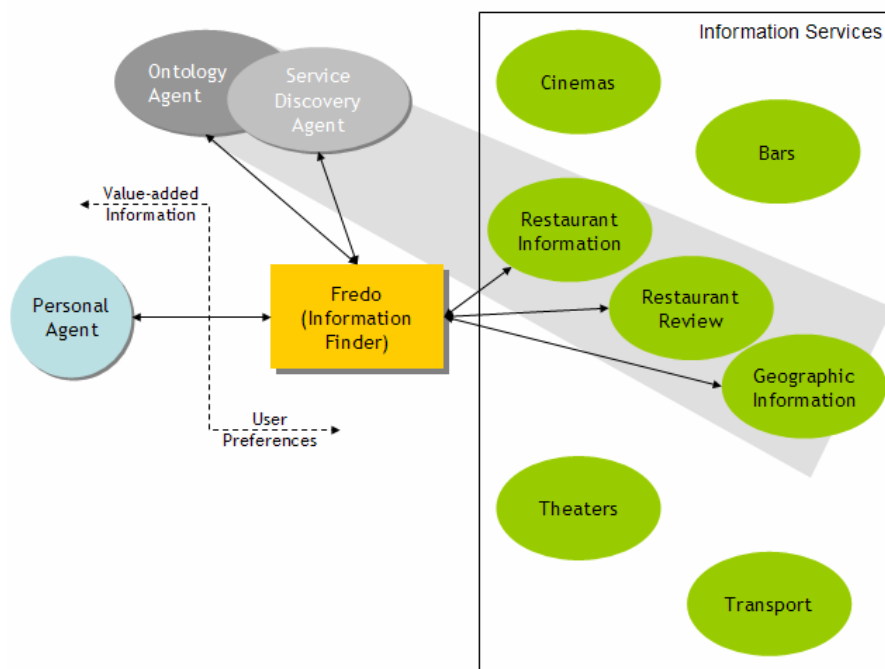 Information Services
Ontology
Agent
Service
Discovery
Agent
Cinemas
Bars
Value-added
Information
Restaurant
Information
Personal
Agent
Fredo
(Information
Finder)
Restaurant
Review
Geographic
Information
User
Preferences
Theaters
Transport